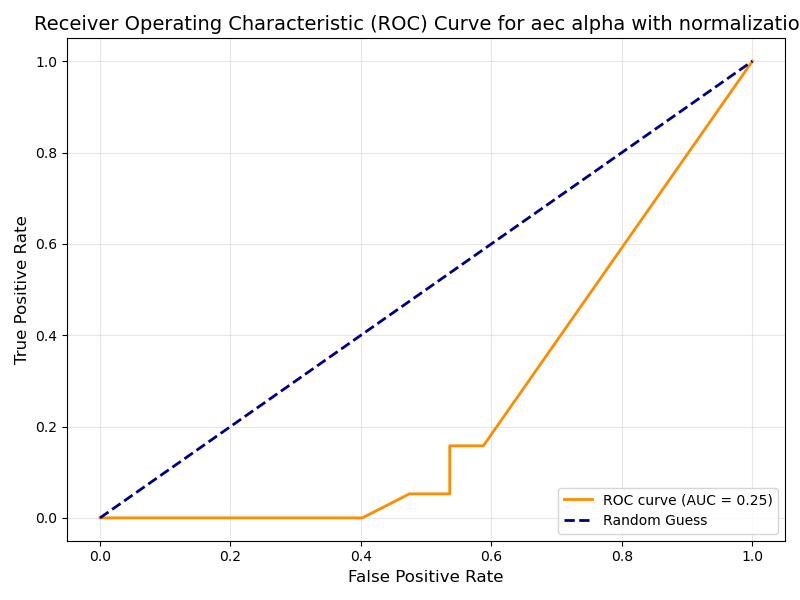 Receiver Operating Characteristic (ROC) Curve for aec alpha with normalizatio
1.0
0.8
0.6
0.4
0.2
0.0
True Positive Rate
0.0 0.2 0.4 0.6 0.8 1.0
False Positive Rate
ROC curve (AUC = 0.25)
Random Guess